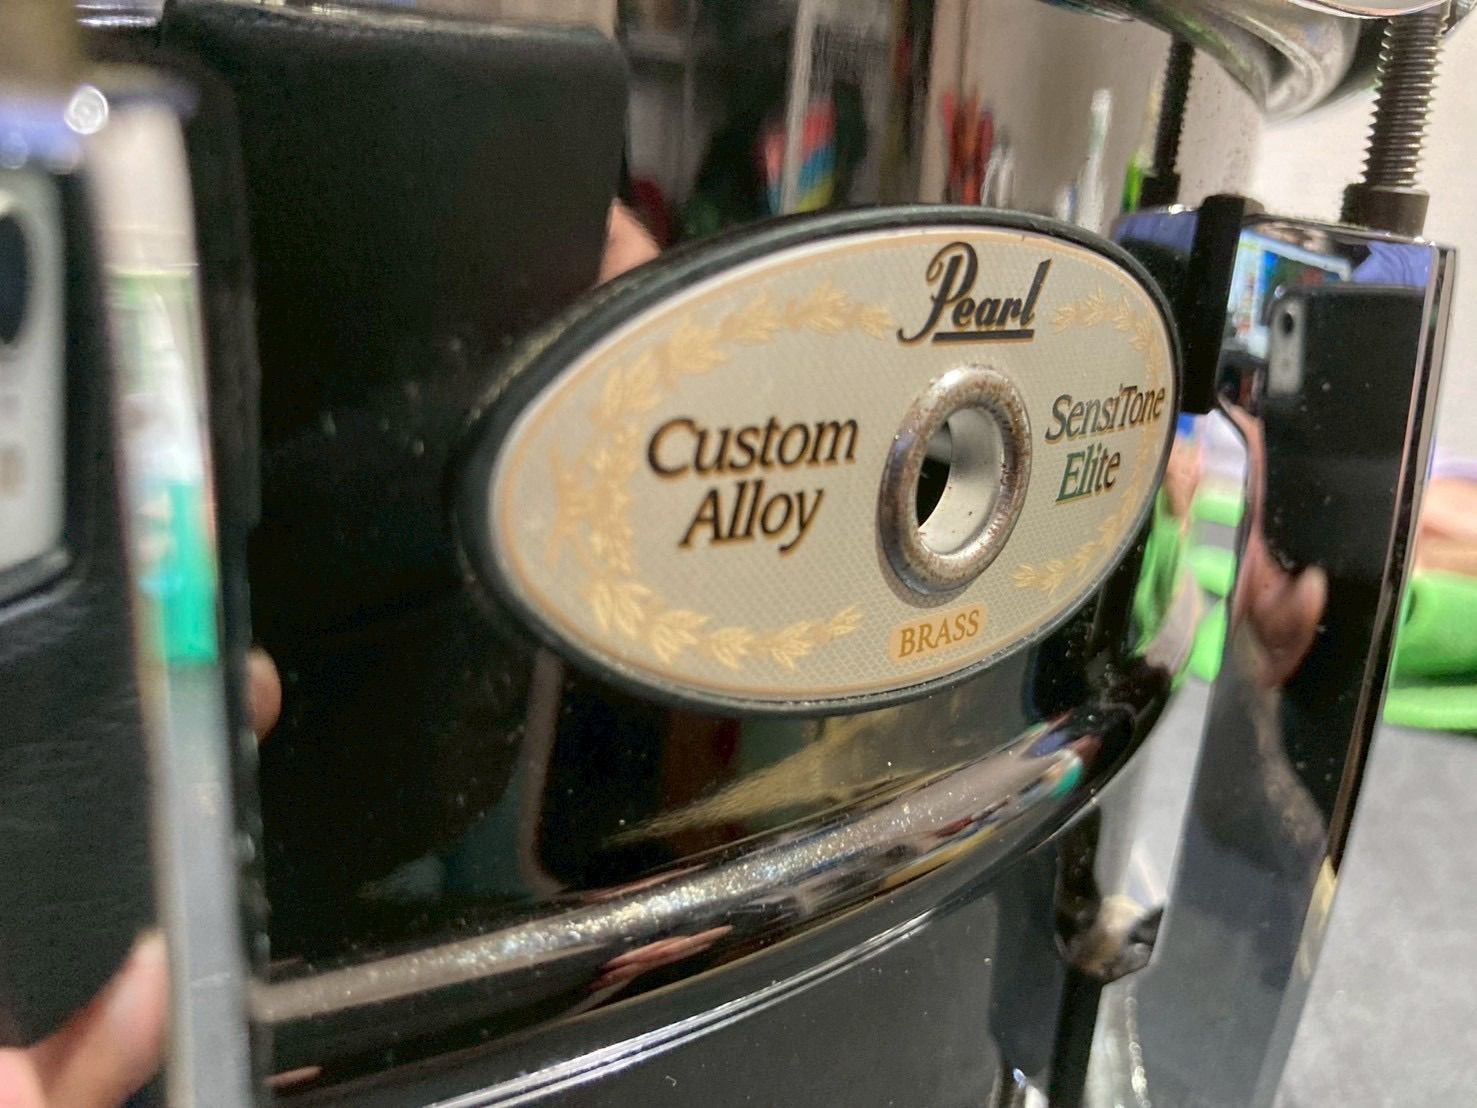 Pearl
Custom
Alloy
SensiTone
Elite
BRASS